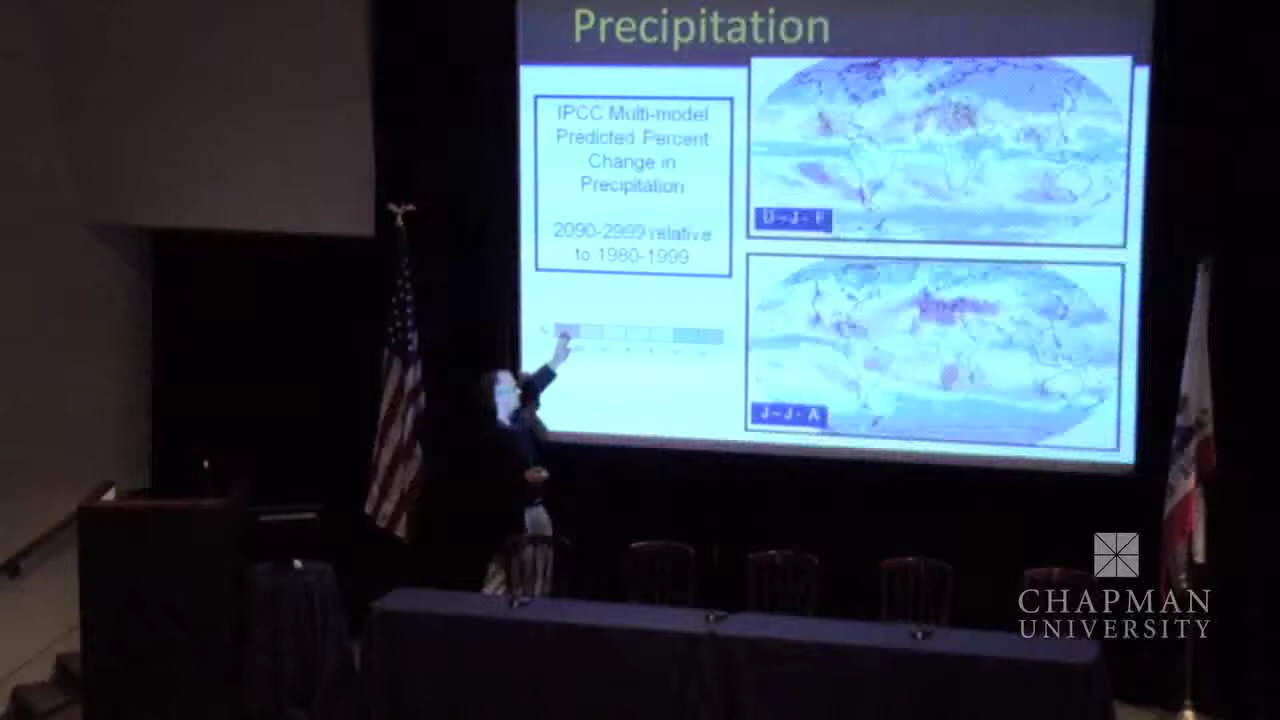 Precipitation
IPCC Multi-model
Predicted Percent
Change in
Precipitation
2090-2999 relative
to 1980-1999
D-J-F
J-J-A
CHAPMAN
UNIVERSITY